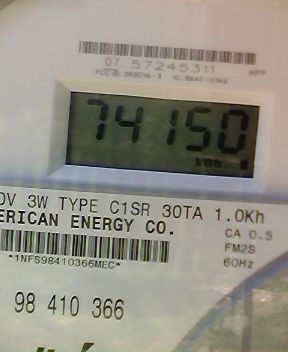 07 57245311
74150
kWh
0V 3W TYPE C1SR 30TA 1.0Kh
ERICAN ENERGY CO.
CA 0.5
FM2S
*1NFS98410366MEC*
60Hz
98 410 366